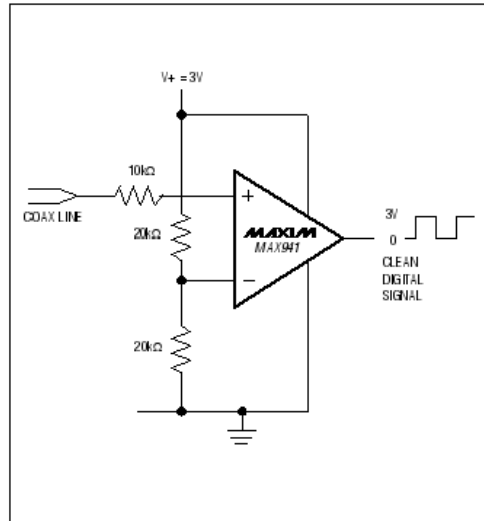 V+ = 3V
10kΩ
COAX LINE
20kΩ
+
MAXIM
MAX941
−
20kΩ
3V
0
CLEAN
DIGITAL
SIGNAL